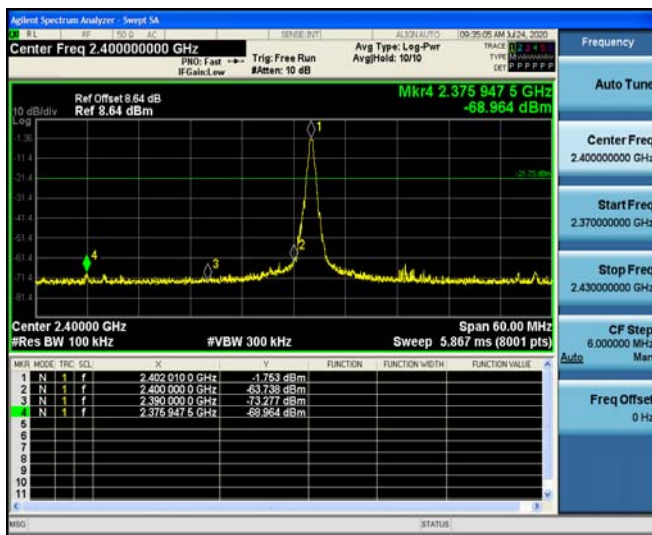 Agilent Spectrum Analyzer - Swept SA
RL RF 50 Ω AC SENSE:INT ALIGN AUTO 09:35:05 AM Jul 24, 2020
Center Freq 2.400000000 GHz
PNO: Fast
IFGain:Low
Trig: Free Run
#Atten: 10 dB
Avg Type: Log-Pwr
Avg|Hold: 10/10
TRACE 1 2 3 4 5 6
TYPE M
DET P P P P P P
Ref Offset 8.64 dB
10 dB/div Ref 8.64 dBm
Log
Mkr4 2.375 947 5 GHz
-68.964 dBm
1
-1.36
-11.4
-21.4
-21.75 dBm
-31.4
-41.4
-51.4
2
-61.4
4
3
-71.4
-81.4
Center 2.40000 GHz Span 60.00 MHz
#Res BW 100 kHz #VBW 300 kHz Sweep 5.867 ms (8001 pts)
MKR MODE TRC SCL X Y FUNCTION FUNCTION WIDTH FUNCTION VALUE
1 N 1 f 2.402 010 0 GHz -1.753 dBm
2 N 1 f 2.400 000 0 GHz -63.738 dBm
3 N 1 f 2.390 000 0 GHz -73.277 dBm
4 N 1 f 2.375 947 5 GHz -68.964 dBm
5
6
7
8
9
10
11
MSG STATUS
Frequency
Auto Tune
Center Freq
2.400000000 GHz
Start Freq
2.370000000 GHz
Stop Freq
2.430000000 GHz
CF Step
6.000000 MHz
Auto Man
Freq Offset
0 Hz